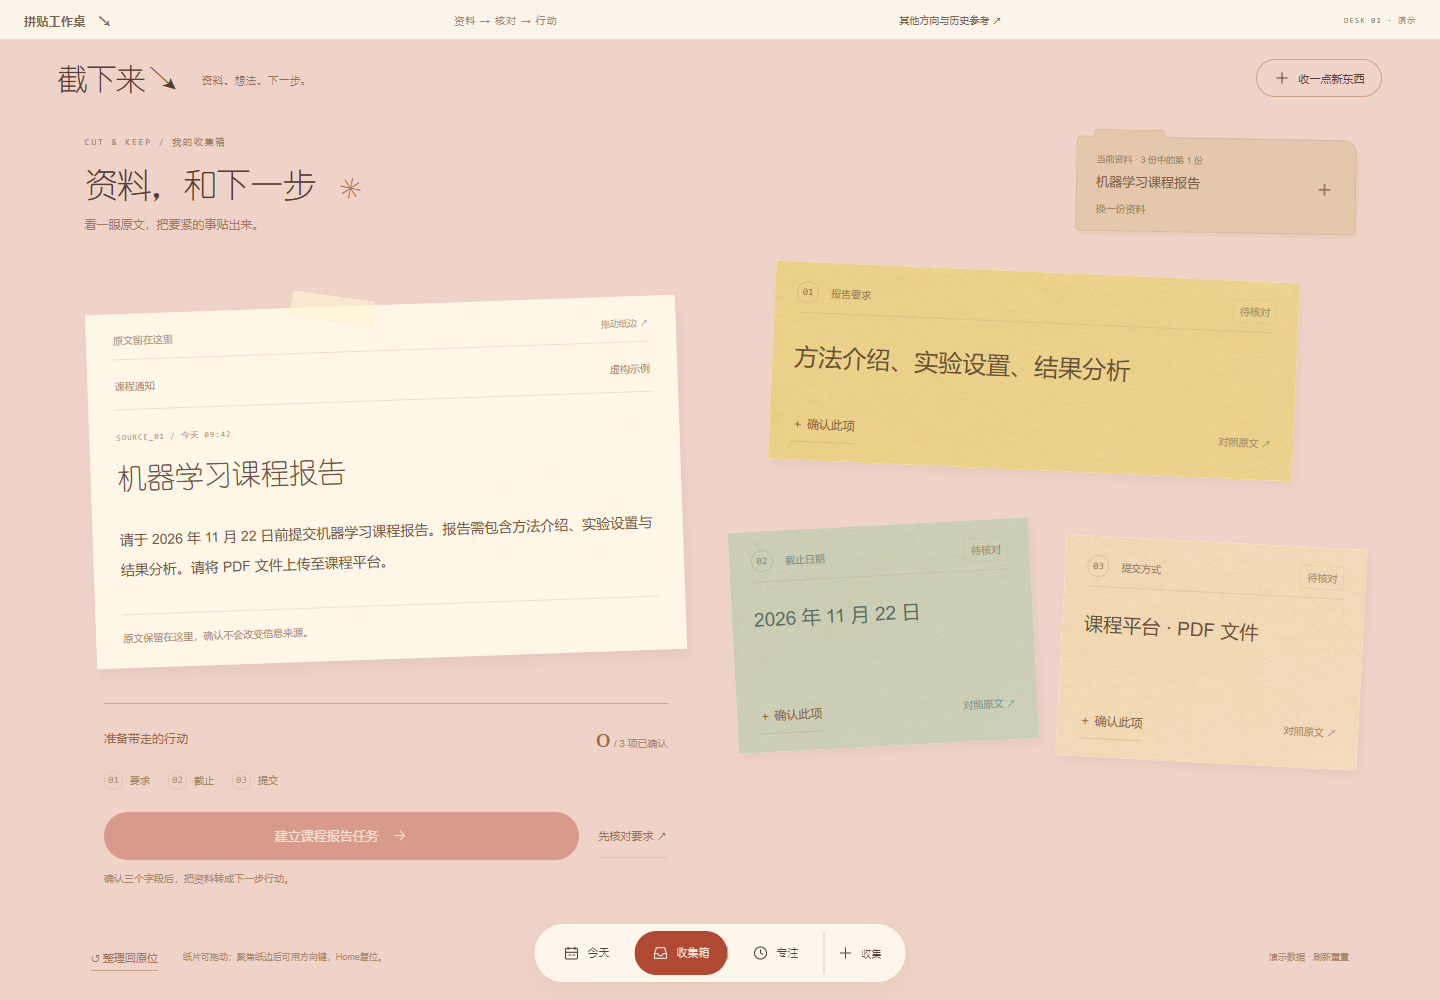 拼贴工作桌 ↘
资料 → 核对 → 行动
其他方向与历史参考 ↗
DESK 01 · 演示
截下来↘
资料、想法、下一步。
+ 收一点新东西
CUT & KEEP / 我的收集箱
资料，和下一步
看一眼原文，把要紧的事贴出来。
当前资料 · 3 份中的第 1 份
机器学习课程报告
+
换一份资料
原文留在这里
拖动纸边 ↗
课程通知
虚构示例
SOURCE_01 / 今天 09:42
机器学习课程报告
请于 2026 年 11 月 22 日前提交机器学习课程报告。报告需包含方法介绍、实验设置与
结果分析。请将 PDF 文件上传至课程平台。
原文保留在这里，确认不会改变信息来源。
01 报告要求
待核对
方法介绍、实验设置、结果分析
+ 确认此项
对照原文 ↗
02 截止日期
待核对
2026 年 11 月 22 日
+ 确认此项
对照原文 ↗
03 提交方式
待核对
课程平台 · PDF 文件
+ 确认此项
对照原文 ↗
准备带走的行动
0 / 3 项已确认
01 要求 02 截止 03 提交
建立课程报告任务 →
先核对要求 ↗
确认三个字段后，把资料转成下一步行动。
↺ 整理回原位
纸片可拖动；聚焦纸边后可用方向键，Home复位。
今天
收集箱
专注
+ 收集
演示数据 · 刷新重置